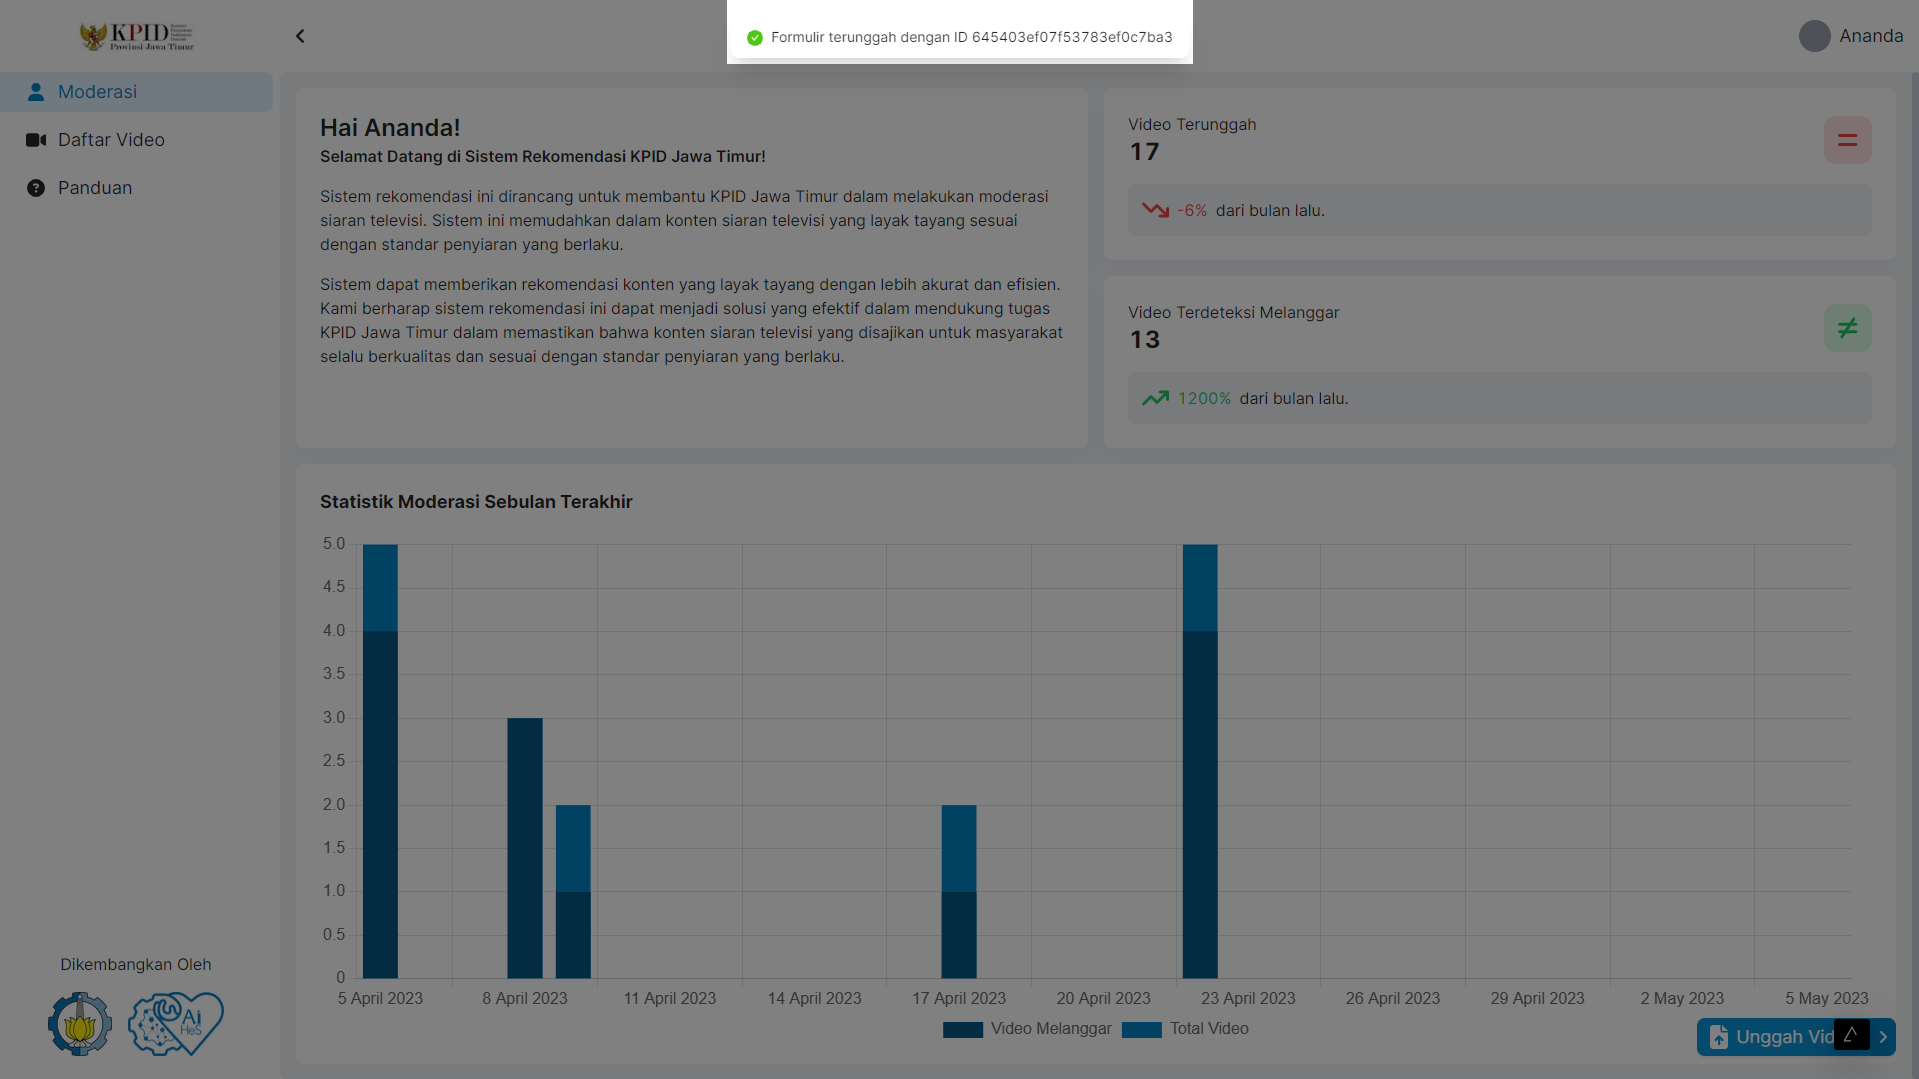 KPID
Provinsi Jawa Timur
Formulir terunggah dengan ID 645403ef07f53783ef0c7ba3
Ananda
Moderasi
Daftar Video
Panduan
Hai Ananda!
Selamat Datang di Sistem Rekomendasi KPID Jawa Timur!
Sistem rekomendasi ini dirancang untuk membantu KPID Jawa Timur dalam melakukan moderasi
siaran televisi. Sistem ini memudahkan dalam konten siaran televisi yang layak tayang sesuai
dengan standar penyiaran yang berlaku.
Sistem dapat memberikan rekomendasi konten yang layak tayang dengan lebih akurat dan efisien.
Kami berharap sistem rekomendasi ini dapat menjadi solusi yang efektif dalam mendukung tugas
KPID Jawa Timur dalam memastikan bahwa konten siaran televisi yang disajikan untuk masyarakat
selalu berkualitas dan sesuai dengan standar penyiaran yang berlaku.
Video Terunggah
17
-6% dari bulan lalu.
Video Terdeteksi Melanggar
13
1200% dari bulan lalu.
Statistik Moderasi Sebulan Terakhir
5.0
4.5
4.0
3.5
3.0
2.5
2.0
1.5
1.0
0.5
0
5 April 2023 8 April 2023 11 April 2023 14 April 2023 17 April 2023 20 April 2023 23 April 2023 26 April 2023 29 April 2023 2 May 2023 5 May 2023
Video Melanggar Total Video
Dikembangkan Oleh
AI
HeS
Unggah Vid